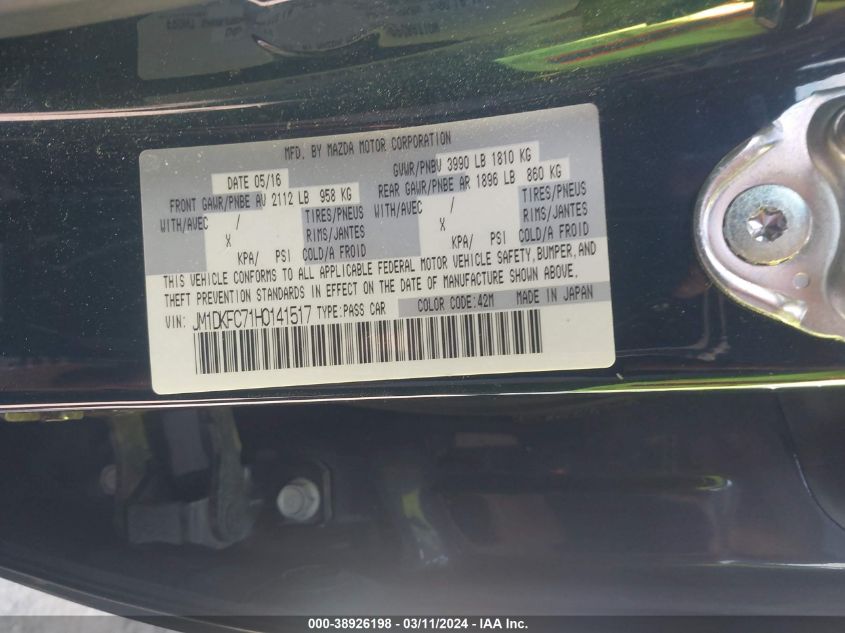 MFD. BY MAZDA MOTOR CORPORATION
DATE 05/16 GVWR/PNBV 3990 LB 1810 KG
FRONT GAWR/PNBE AV 2112 LB 958 KG REAR GAWR/PNBE AR 1896 LB 860 KG
WITH/AVEC / TIRES/PNEUS WITH/AVEC / TIRES/PNEUS
X RIMS/JANTES X RIMS/JANTES
KPA/ PSI COLD/A FROID KPA/ PSI COLD/A FROID
THIS VEHICLE CONFORMS TO ALL APPLICABLE FEDERAL MOTOR VEHICLE SAFETY, BUMPER, AND
THEFT PREVENTION STANDARDS IN EFFECT ON THE DATE OF MANUFACTURE SHOWN ABOVE.
VIN: JM1DKFC71H0141517 TYPE:PASS CAR COLOR CODE:42M MADE IN JAPAN
000-38926198 - 03/11/2024 - IAA Inc.